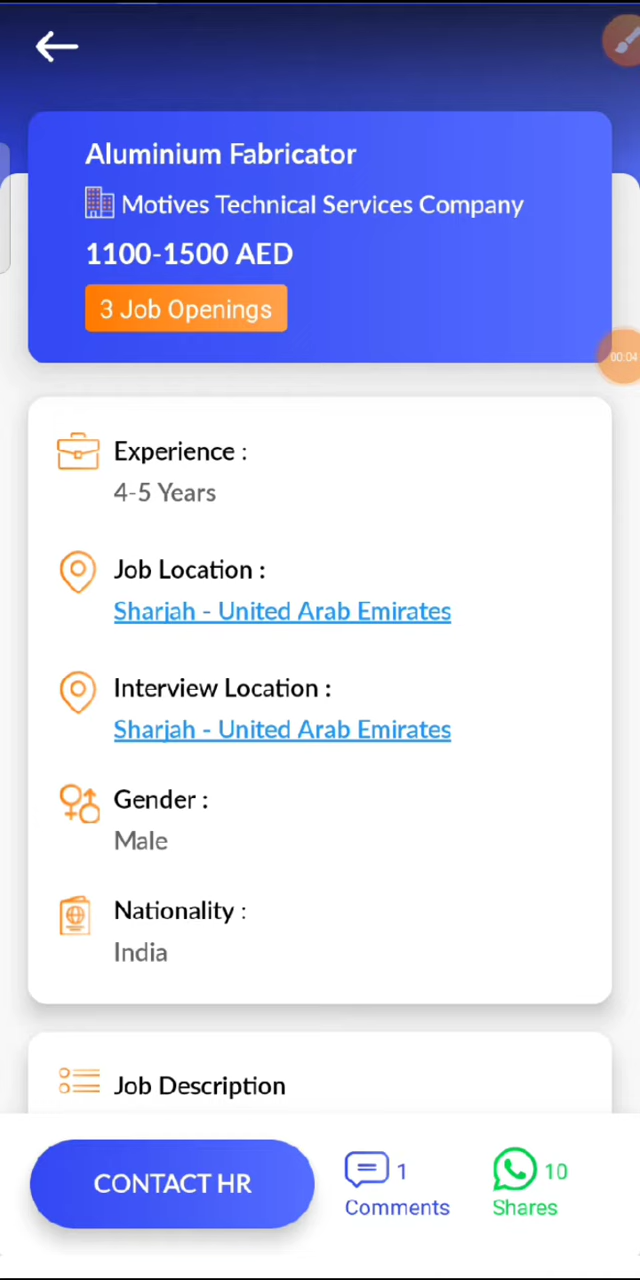 Aluminium Fabricator
Motives Technical Services Company
1100-1500 AED
3 Job Openings
00:04
Experience :
4-5 Years
Job Location :
Sharjah - United Arab Emirates
Interview Location :
Sharjah - United Arab Emirates
Gender :
Male
Nationality :
India
Job Description
CONTACT HR
1
Comments
10
Shares